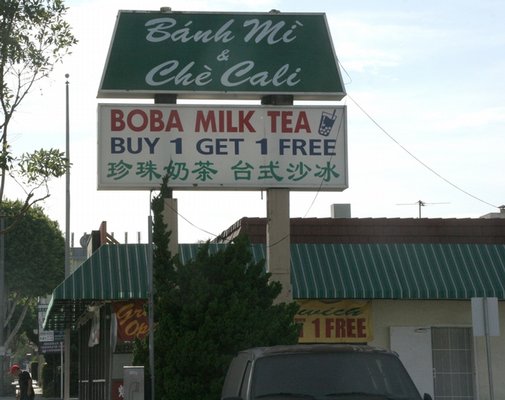 Bánh Mì
&
Chè Cali
BOBA MILK TEA
BUY 1 GET 1 FREE
珍珠奶茶 台式沙冰
1 FREE